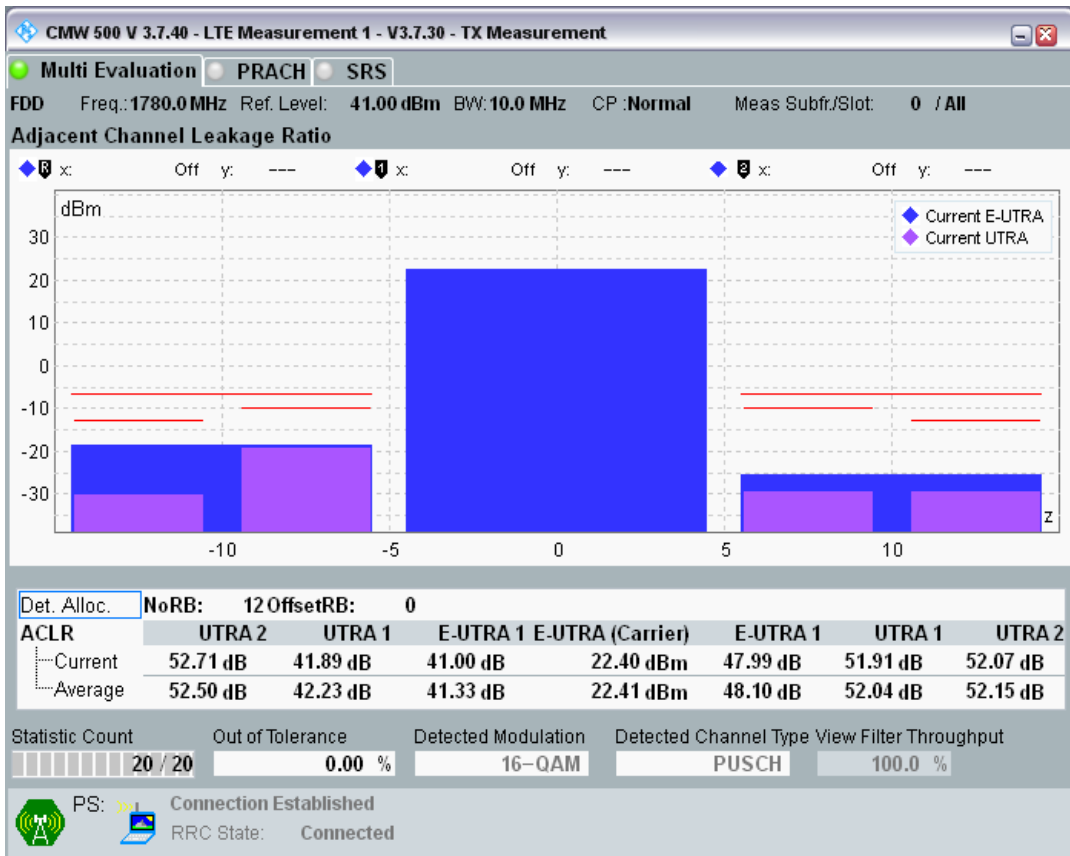 CMW 500 V 3.7.40 - LTE Measurement 1 - V3.7.30 - TX Measurement
Multi Evaluation PRACH SRS
FDD Freq.:1780.0 MHz Ref. Level: 41.00 dBm BW:10.0 MHz CP :Normal Meas Subfr./Slot: 0 / All
Adjacent Channel Leakage Ratio
R x: Off y: --- 1 x: Off y: --- 2 x: Off y: ---
dBm
Current E-UTRA
Current UTRA
30
20
10
0
-10
-20
-30
z
-10 -5 0 5 10
Det. Alloc. NoRB: 12 OffsetRB: 0
ACLR UTRA 2 UTRA 1 E-UTRA 1 E-UTRA (Carrier) E-UTRA 1 UTRA 1 UTRA 2
Current 52.71 dB 41.89 dB 41.00 dB 22.40 dBm 47.99 dB 51.91 dB 52.07 dB
Average 52.50 dB 42.23 dB 41.33 dB 22.41 dBm 48.10 dB 52.04 dB 52.15 dB
Statistic Count Out of Tolerance Detected Modulation Detected Channel Type View Filter Throughput
20 / 20 0.00 % 16-QAM PUSCH 100.0 %
PS: Connection Established
RRC State: Connected